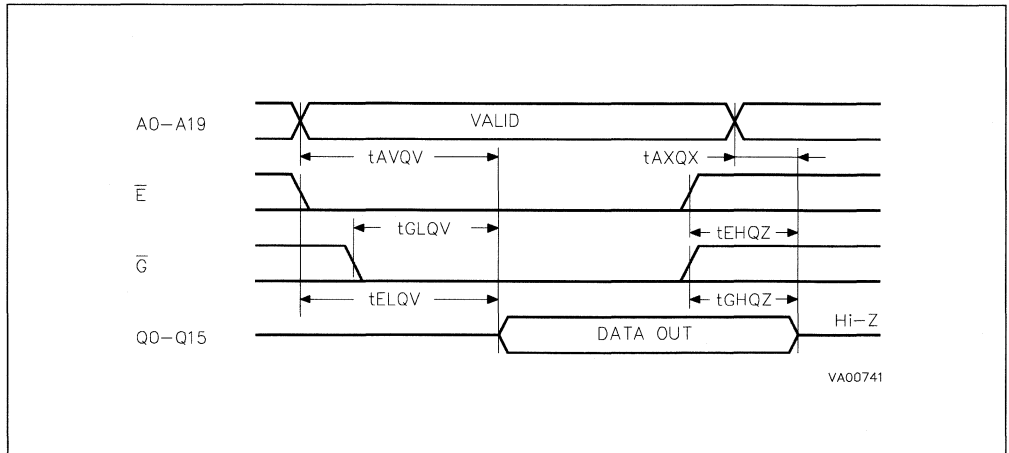 A0-A19
VALID
tAVQV
tAXQX
E
tGLQV
tEHQZ
G
tELQV
tGHQZ
Q0-Q15
DATA OUT
Hi-Z
VA00741